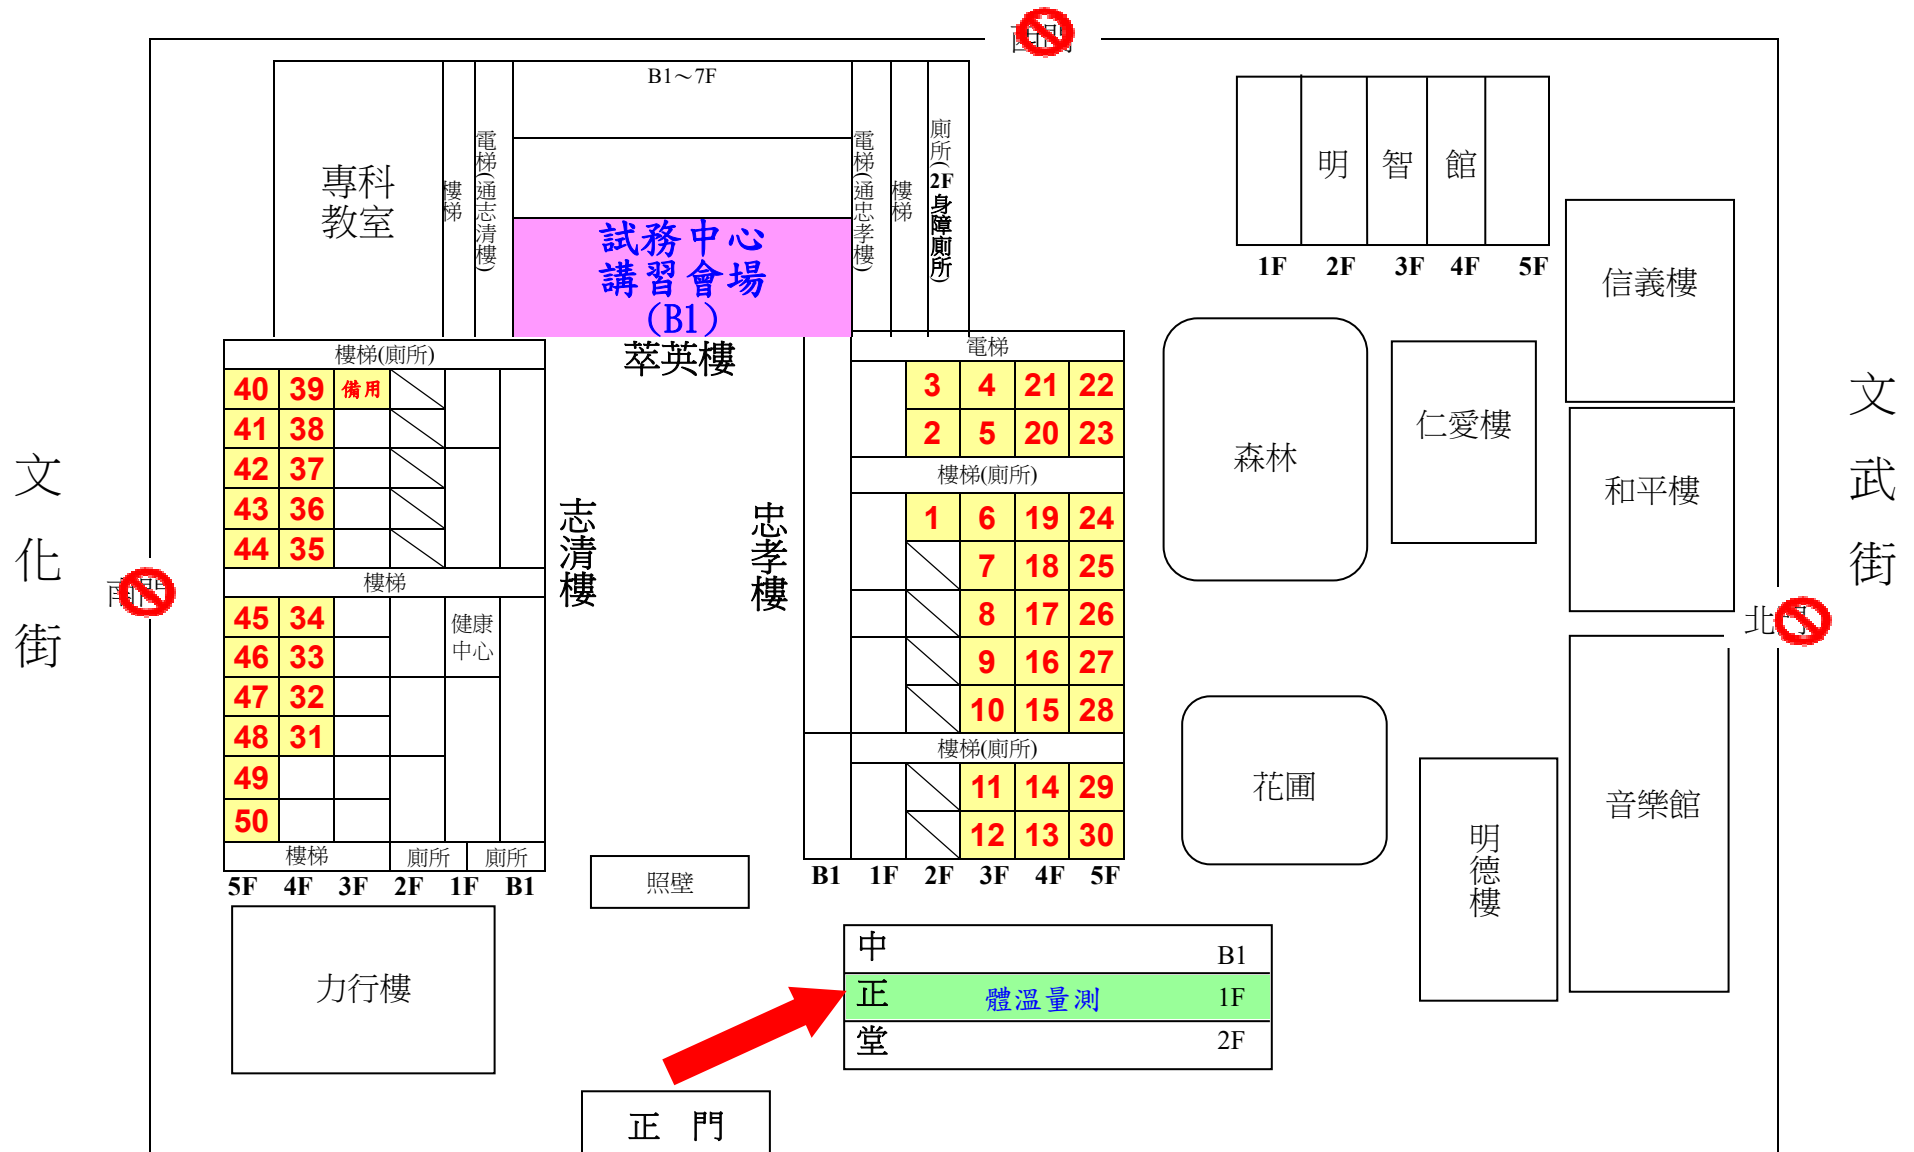 西門
B1～7F
專科
教室
樓梯
電梯(通志清樓)
電梯(通忠孝樓)
樓梯
廁所(2F身障廁所)
試務中心
講習會場
(B1)
萃英樓
明 智 館
1F 2F 3F 4F 5F
信義樓
樓梯(廁所)
40 39 備用
41 38
42 37
43 36
44 35
樓梯
45 34
46 33
47 32
48 31
49
50
健康
中心
樓梯 廁所 廁所
5F 4F 3F 2F 1F B1
志清樓
忠孝樓
電梯
3 4 21 22
2 5 20 23
樓梯(廁所)
1 6 19 24
7 18 25
8 17 26
9 16 27
10 15 28
樓梯(廁所)
11 14 29
12 13 30
B1 1F 2F 3F 4F 5F
森林
仁愛樓
和平樓
文化街
文武街
南門
北門
花圃
明德樓
音樂館
照壁
力行樓
中 B1
正 體溫量測 1F
堂 2F
正 門